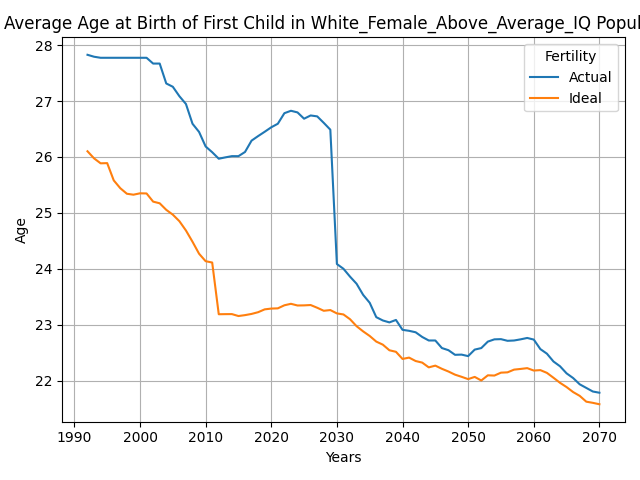 Average Age at Birth of First Child in White_Female_Above_Average_IQ Popul
Fertility
Actual
Ideal
28
27
26
25
24
23
22
Age
1990 2000 2010 2020 2030 2040 2050 2060 2070
Years